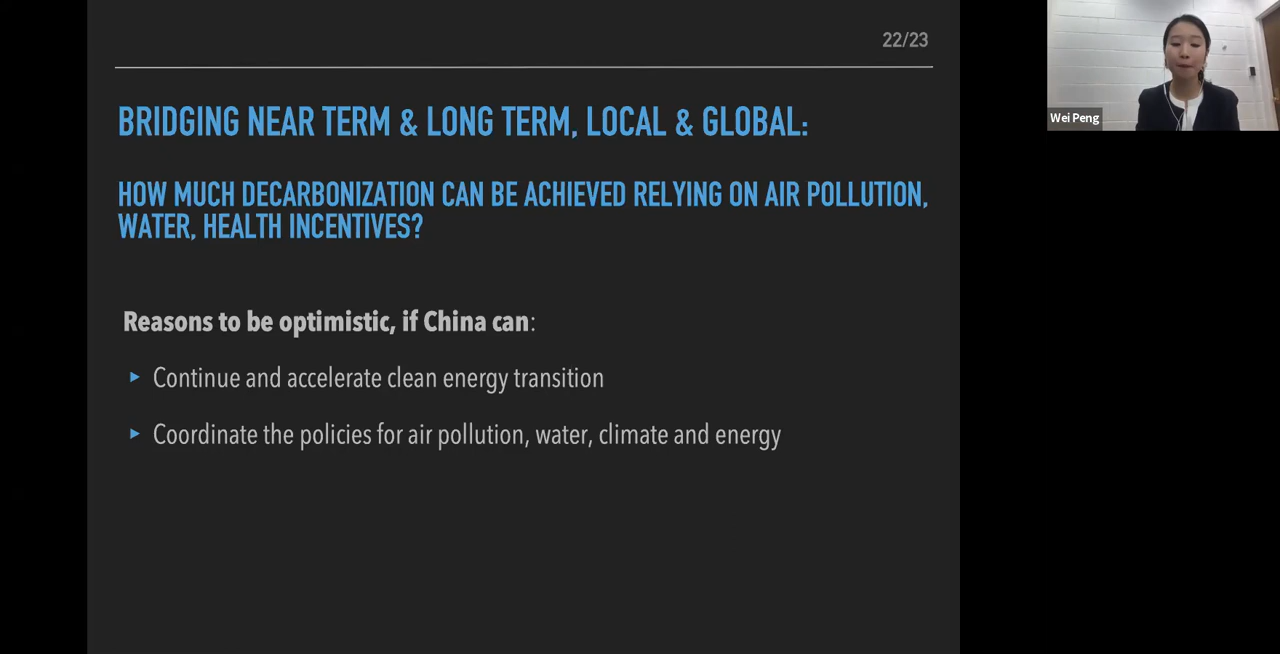 22/23
BRIDGING NEAR TERM & LONG TERM, LOCAL & GLOBAL:
HOW MUCH DECARBONIZATION CAN BE ACHIEVED RELYING ON AIR POLLUTION,
WATER, HEALTH INCENTIVES?
Reasons to be optimistic, if China can:
▸ Continue and accelerate clean energy transition
▸ Coordinate the policies for air pollution, water, climate and energy
Wei Peng